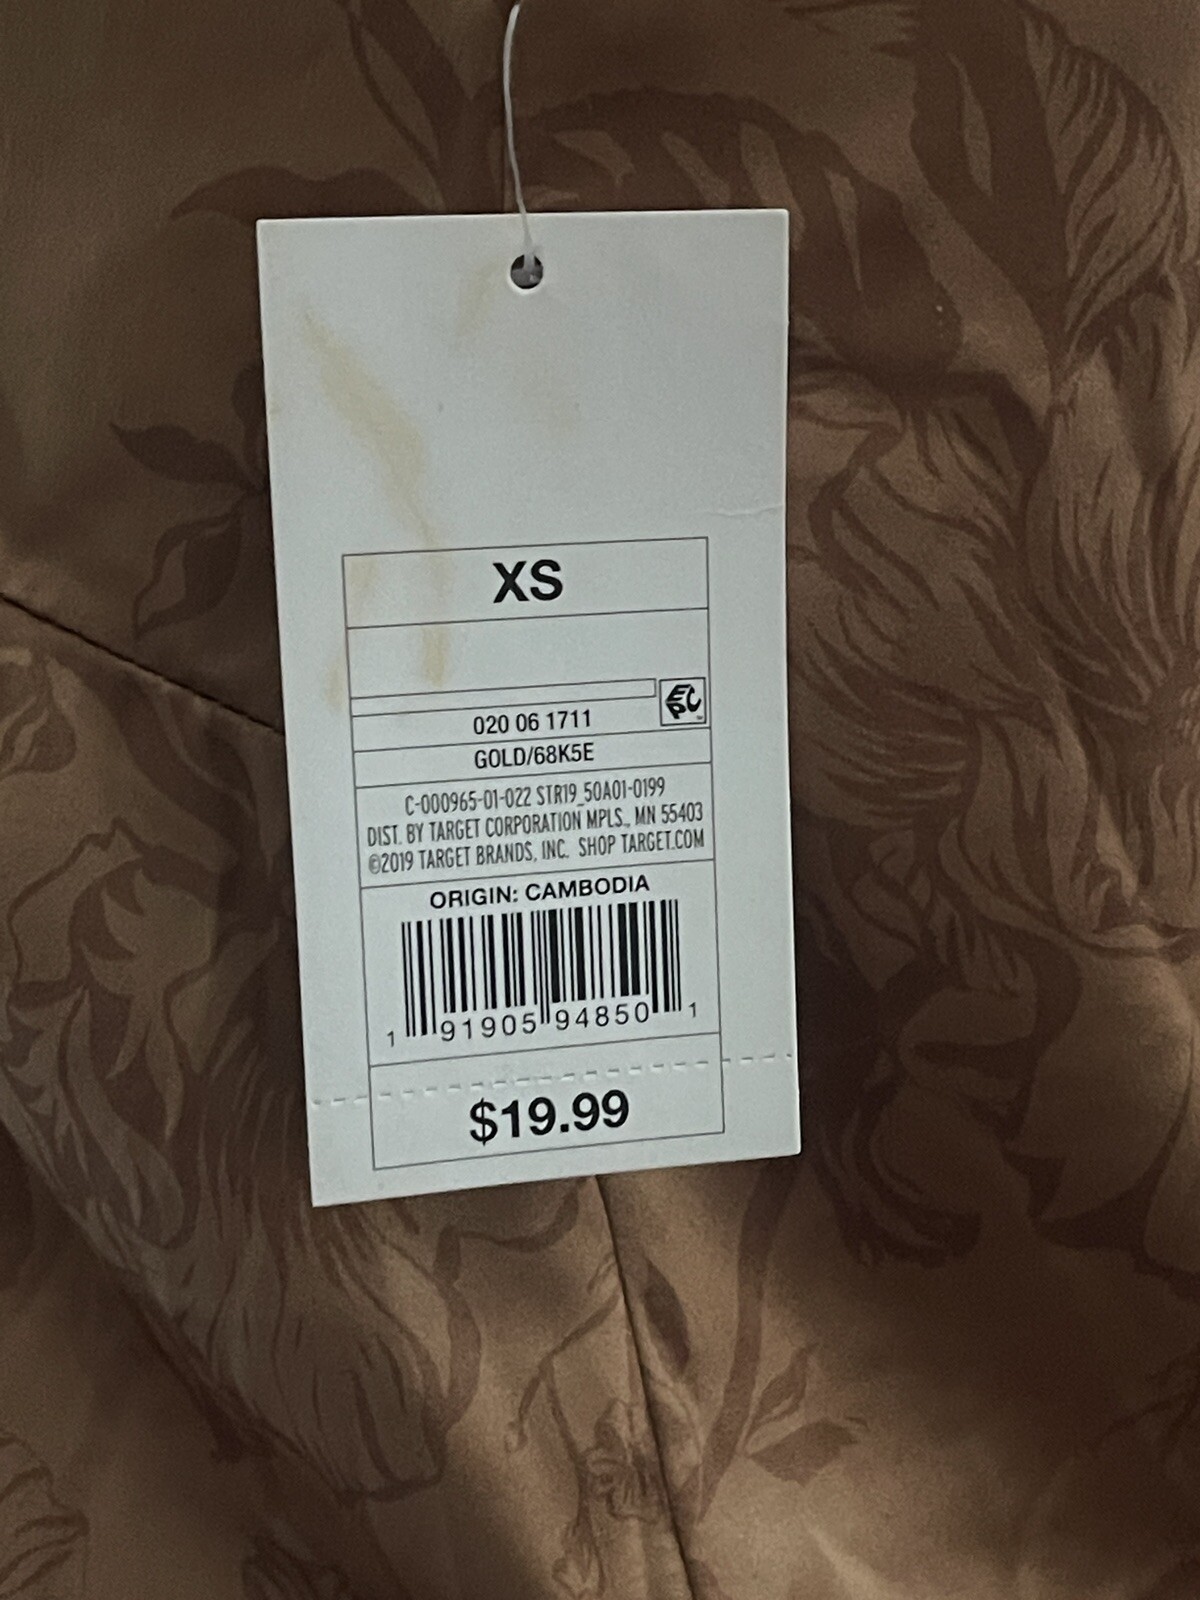 XS
EPC
020 06 1711
GOLD/68K5E
C-000965-01-022 STR19_50A01-0199
DIST. BY TARGET CORPORATION MPLS., MN 55403
©2019 TARGET BRANDS, INC. SHOP TARGET.COM
ORIGIN: CAMBODIA
1 91905 94850 1
$19.99